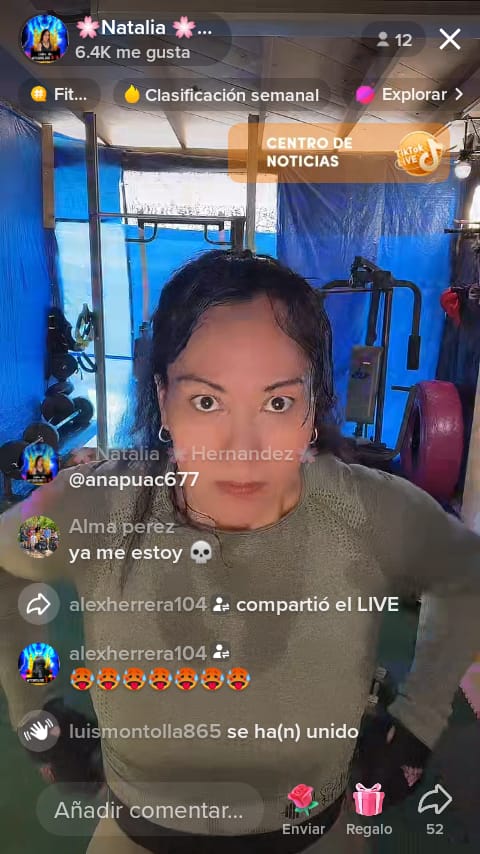 🌸Natalia 🌸...
6.4K me gusta
12
Fit...
Clasificación semanal
Explorar
CENTRO DE
NOTICIAS
TikTok
LIVE
🌸 Natalia 🌸 Hernandez 🌸
@anapuac677
Alma perez
ya me estoy 💀
alexherrera104 compartió el LIVE
alexherrera104
🥵🥵🥵🥵🥵🥵🥵
luismontolla865 se ha(n) unido
Añadir comentar...
Enviar
Regalo
52